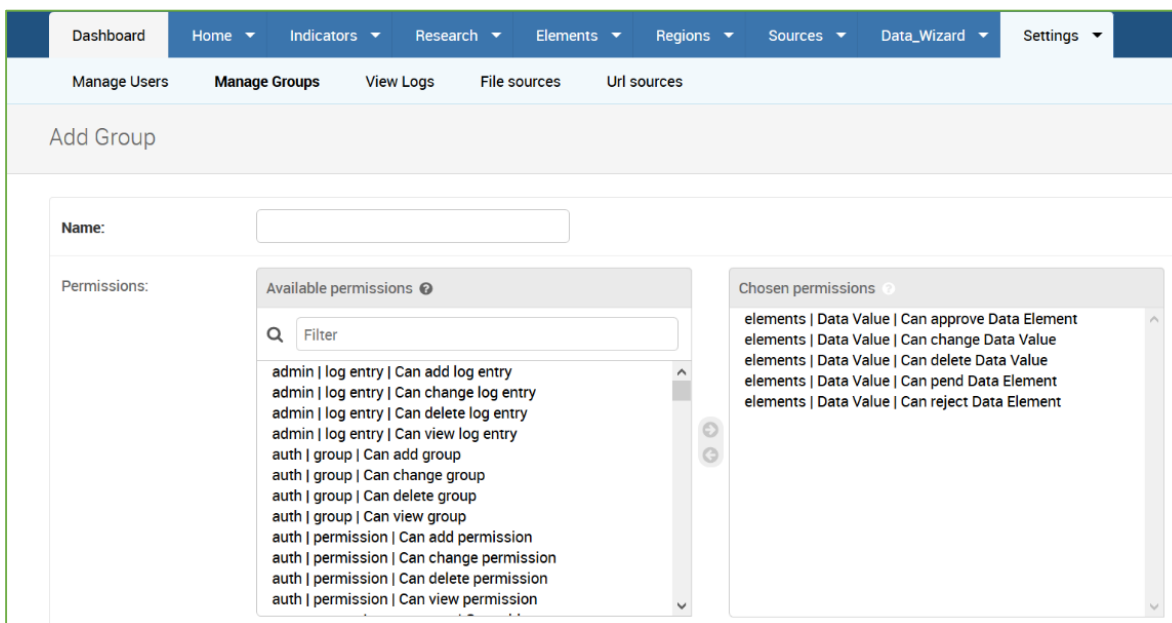 Dashboard Home Indicators Research Elements Regions Sources Data_Wizard Settings
Manage Users Manage Groups View Logs File sources Url sources
Add Group
Name:
Permissions:
Available permissions ?
Filter
admin | log entry | Can add log entry
admin | log entry | Can change log entry
admin | log entry | Can delete log entry
admin | log entry | Can view log entry
auth | group | Can add group
auth | group | Can change group
auth | group | Can delete group
auth | group | Can view group
auth | permission | Can add permission
auth | permission | Can change permission
auth | permission | Can delete permission
auth | permission | Can view permission
Chosen permissions ?
elements | Data Value | Can approve Data Element
elements | Data Value | Can change Data Value
elements | Data Value | Can delete Data Value
elements | Data Value | Can pend Data Element
elements | Data Value | Can reject Data Element